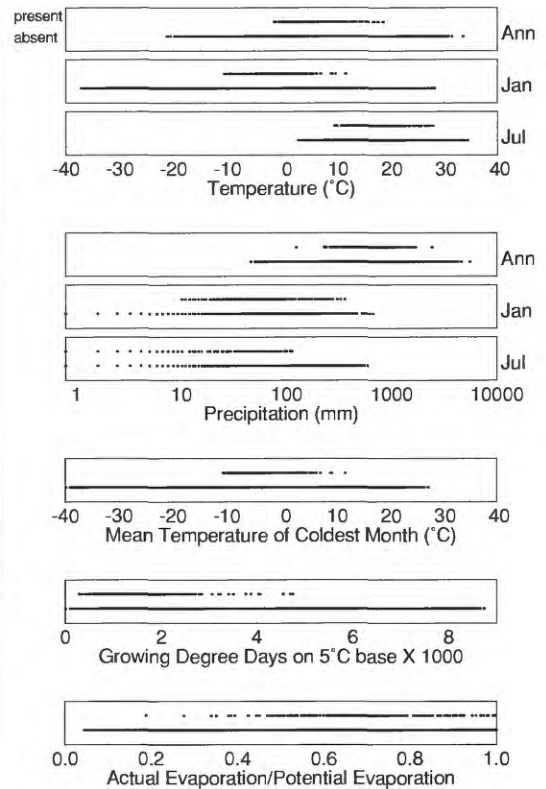 present
absent
Ann
Jan
Jul
-40 -30 -20 -10 0 10 20 30 40
Temperature (°C)
Ann
Jan
Jul
1 10 100 1000 10000
Precipitation (mm)
-40 -30 -20 -10 0 10 20 30 40
Mean Temperature of Coldest Month (°C)
0 2 4 6 8
Growing Degree Days on 5°C base X 1000
0.0 0.2 0.4 0.6 0.8 1.0
Actual Evaporation/Potential Evaporation